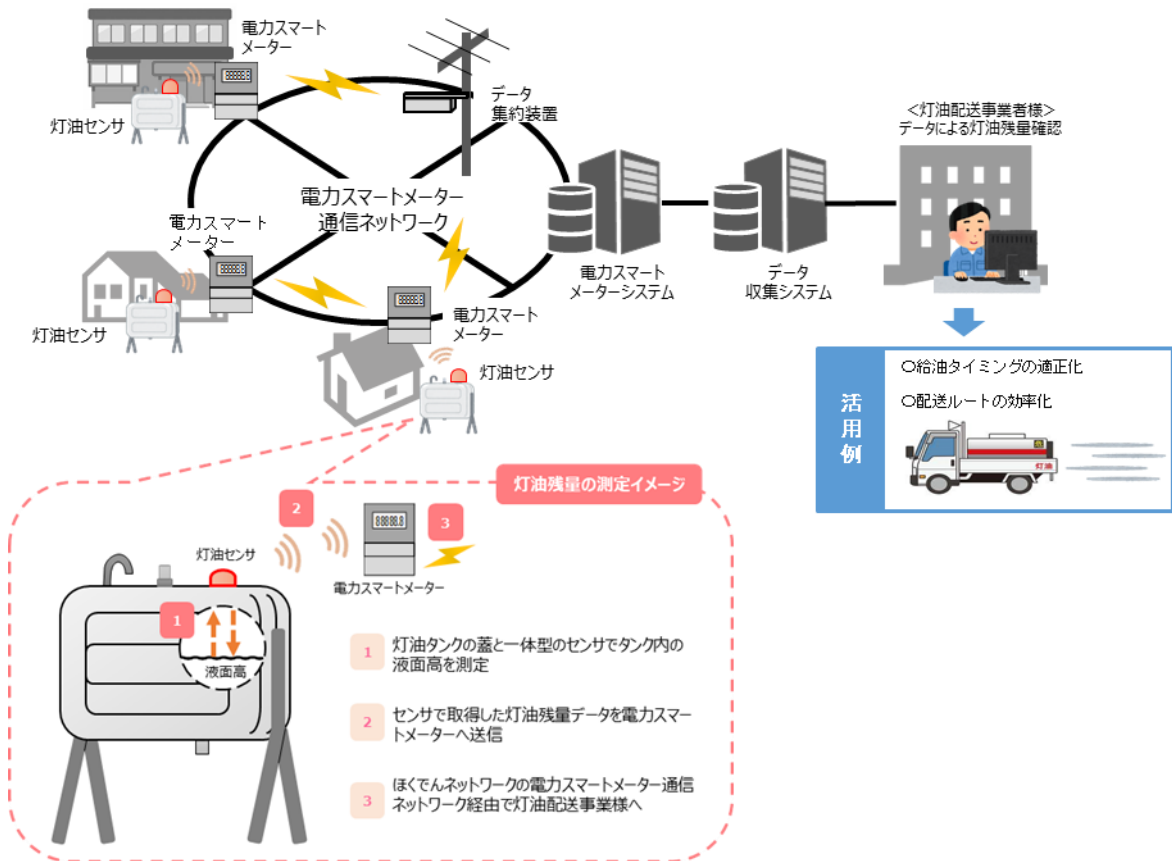 電力スマート
メーター
灯油センサ
データ
集約装置
<灯油配送事業者様>
データによる灯油残量確認
電力スマートメーター
通信ネットワーク
電力スマート
メーター
灯油センサ
電力スマート
メーター
灯油センサ
電力スマート
メーターシステム
データ
収集システム
活用例
○給油タイミングの適正化
○配送ルートの効率化
灯油
灯油残量の測定イメージ
2
3
灯油センサ
電力スマートメーター
1
液面高
1 灯油タンクの蓋と一体型のセンサでタンク内の
液面高を測定
2 センサで取得した灯油残量データを電力スマー
トメーターへ送信
3 ほくでんネットワークの電力スマートメーター通信
ネットワーク経由で灯油配送事業様へ